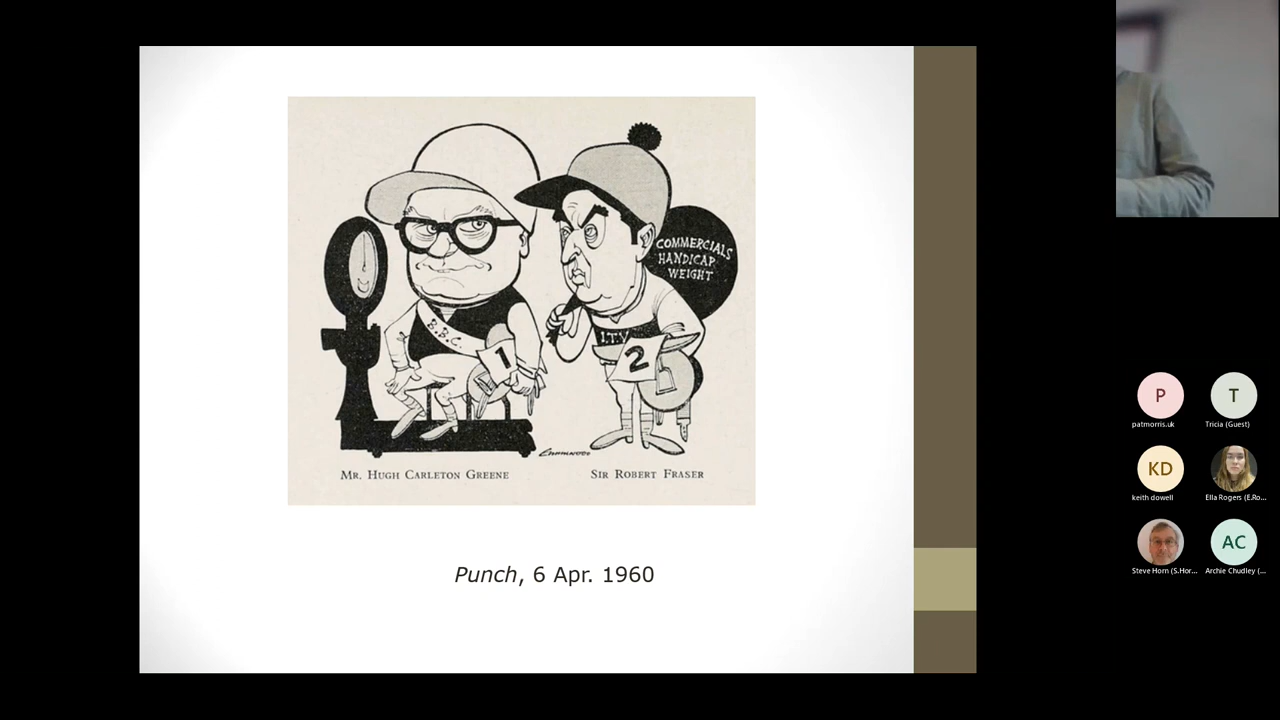 COMMERCIALS
HANDICAP
WEIGHT
B.B.C
1
I.T.V
2
MR. HUGH CARLETON GREENE
SIR ROBERT FRASER
Punch, 6 Apr. 1960
P
patmorris.uk
T
Tricia (Guest)
KD
keith dowell
Ella Rogers (E.Ro...
Steve Horn (S.Hor...
AC
Archie Chudley (...